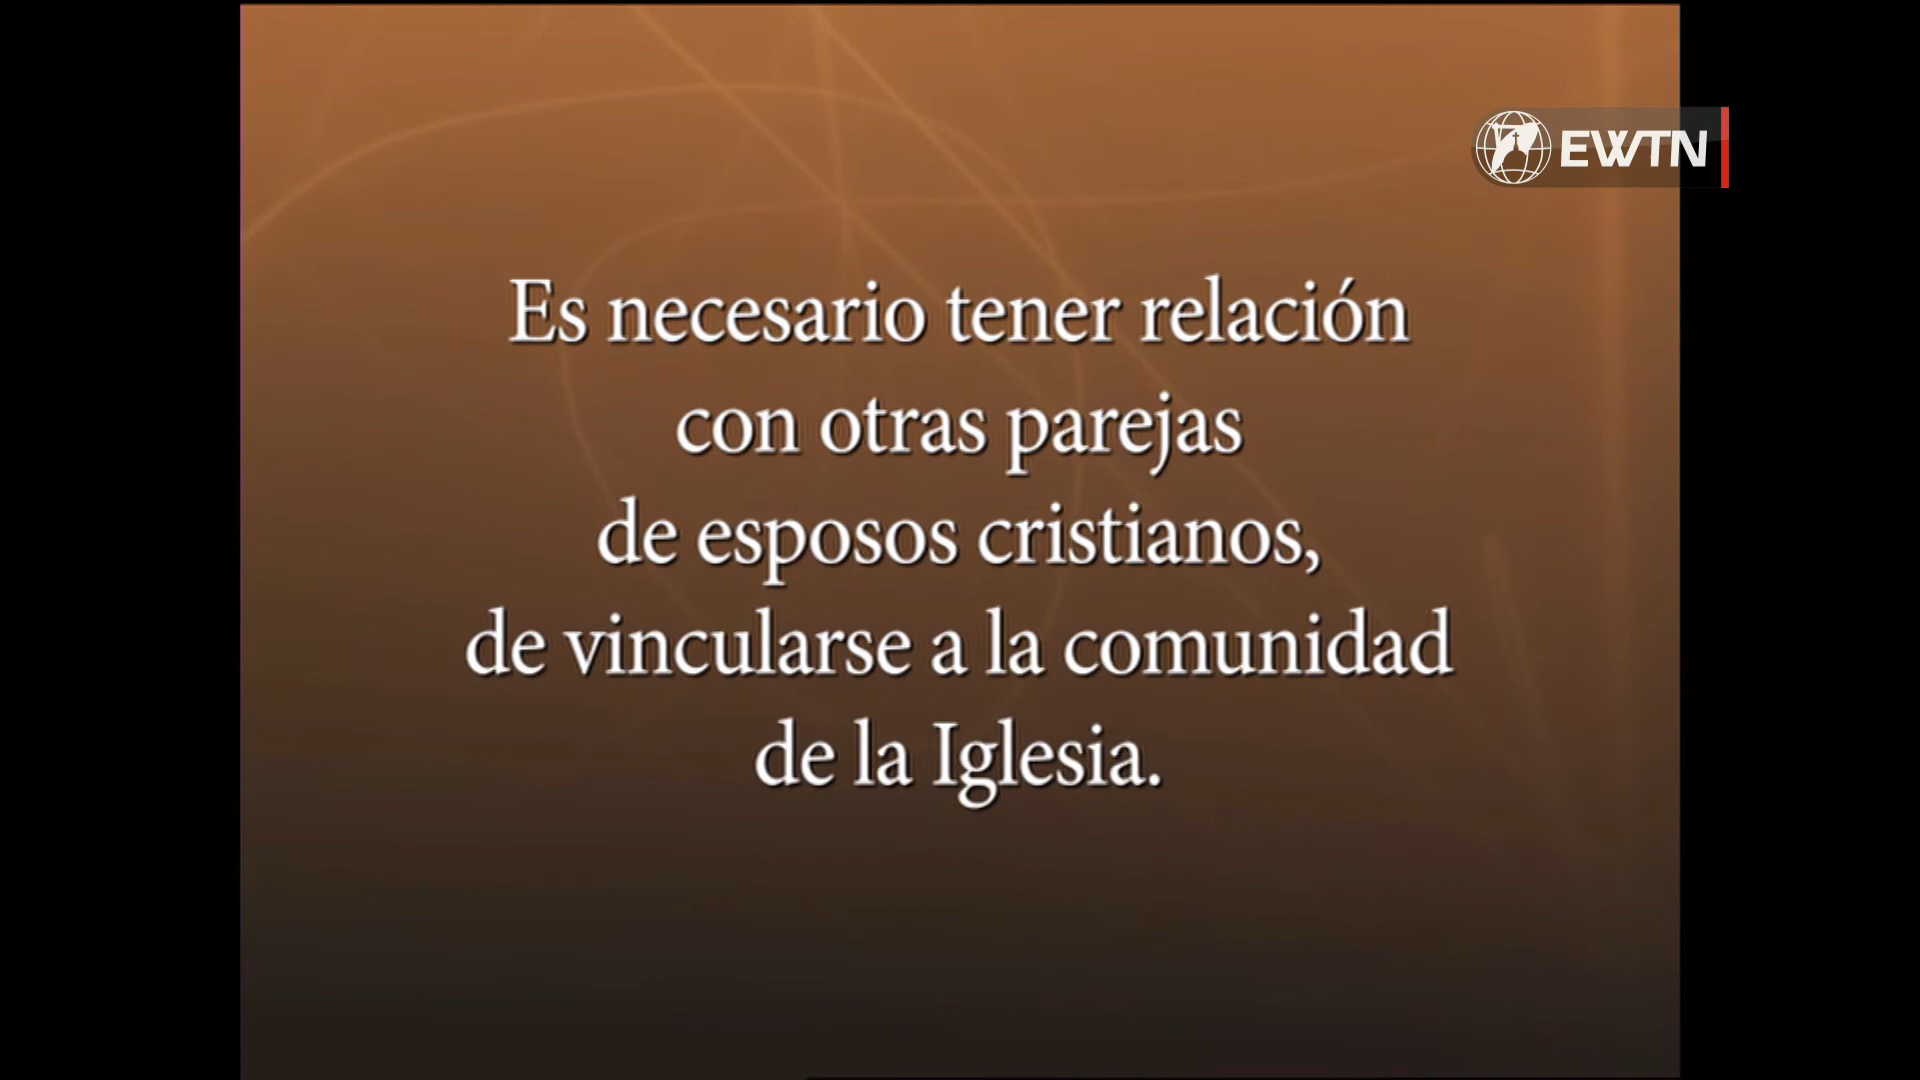 EWTN
Es necesario tener relación
con otras parejas
de esposos cristianos,
de vincularse a la comunidad
de la Iglesia.